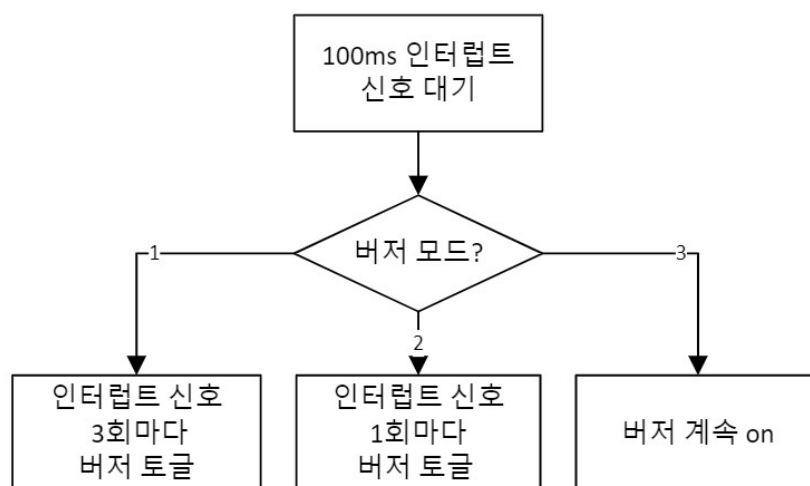 100ms 인터럽트
신호 대기
버저 모드?
1
2
3
인터럽트 신호
3회마다
버저 토글
인터럽트 신호
1회마다
버저 토글
버저 계속 on